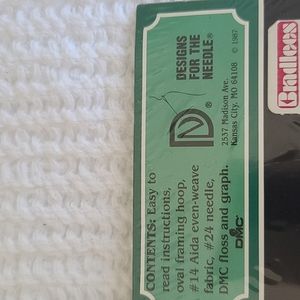 CONTENTS: Easy to
read instructions,
oval framing hoop,
#14 Aida even-weave
fabric, #24 needle,
DMC floss and graph.
DMC
DESIGNS
FOR THE
NEEDLE®
© 1987
2537 Madison Ave.
Kansas City, MO 64108
Bradlees